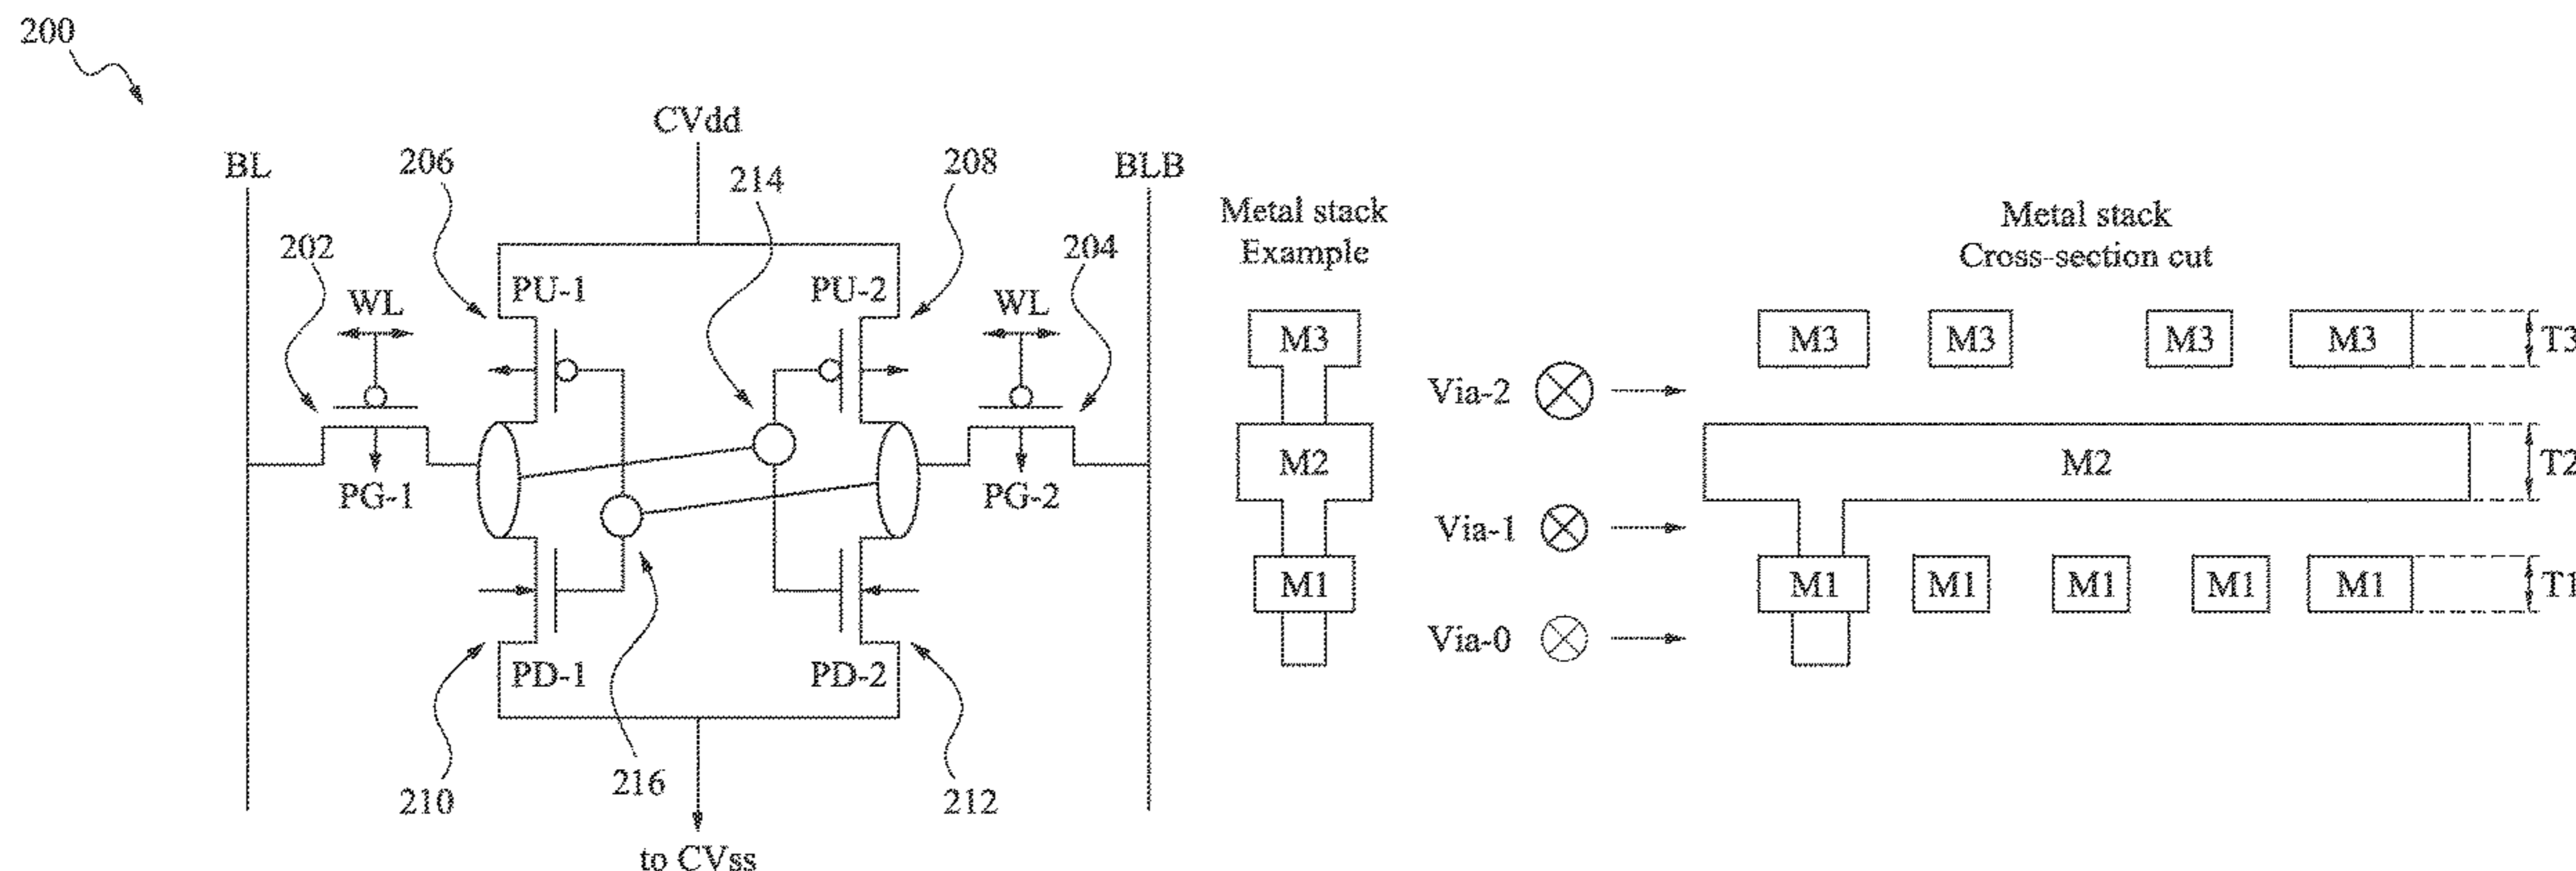 200
CVdd
BL
206
214
208
BLB
202
WL
PU-1
PU-2
WL
204
PG-1
PG-2
PD-1
PD-2
210
216
212
to CVss
Metal stack
Example
M3
M2
M1
Via-2
Via-1
Via-0
Metal stack
Cross-section cut
M3 M3 M3 M3 T3
M2 T2
M1 M1 M1 M1 M1 T1